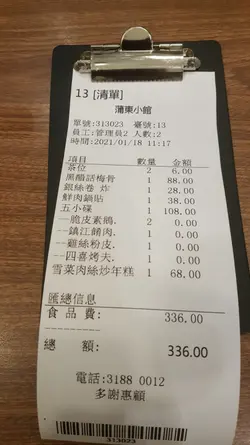 13 [清單]
蒲東小館
單號:313023 臺號:13
員工:管理員2 人數:2
時間:2021/01/18 11:17
項目 數量 金額
茶位 2 6.00
黑醋話梅骨 1 88.00
銀絲卷 炸 1 28.00
鮮肉鍋貼 1 38.00
五小碟 1 108.00
--脆皮素鵝. 2 0.00
--鎮江餚肉. 1 0.00
--雞絲粉皮. 1 0.00
--四喜烤夫. 1 0.00
雪菜肉絲炒年糕 1 68.00
匯總信息
食品費: 336.00
總 額: 336.00
電話:3188 0012
多謝惠顧
313023